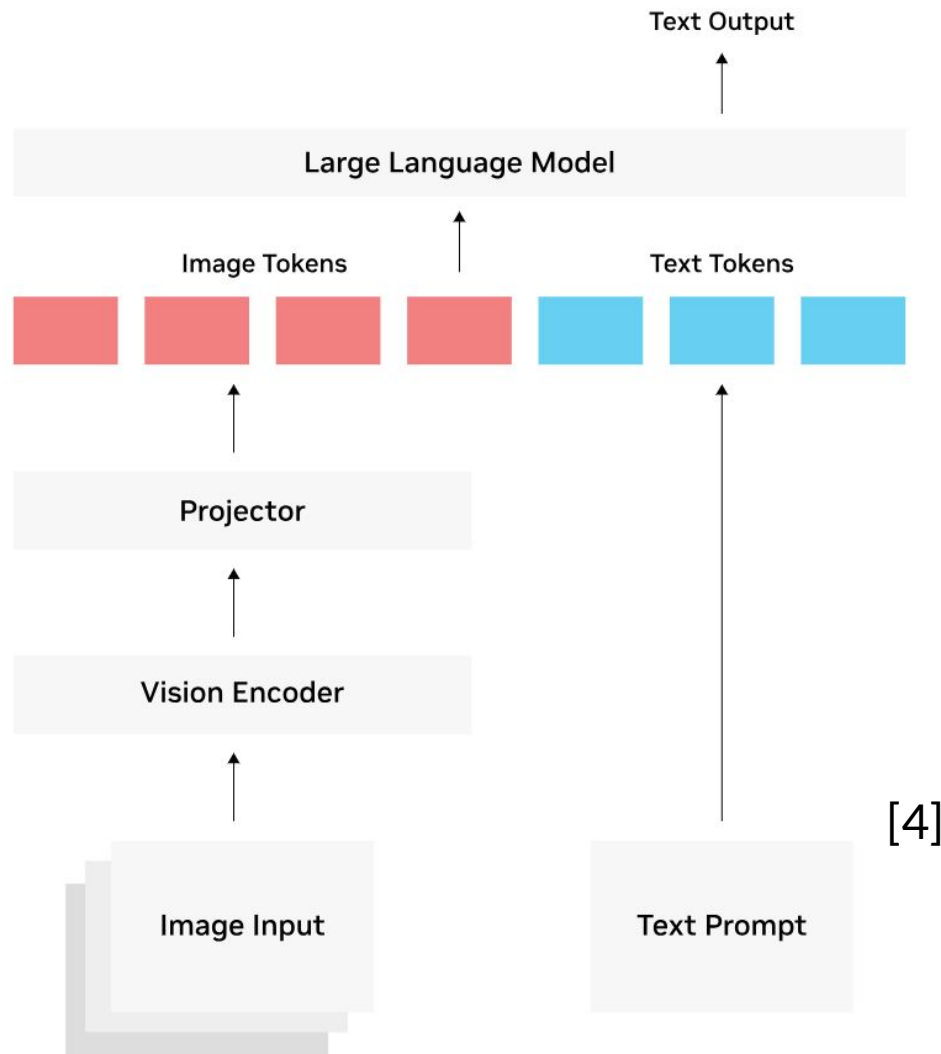 Text Output
Large Language Model
Image Tokens
Text Tokens
Projector
Vision Encoder
[4]
Image Input
Text Prompt